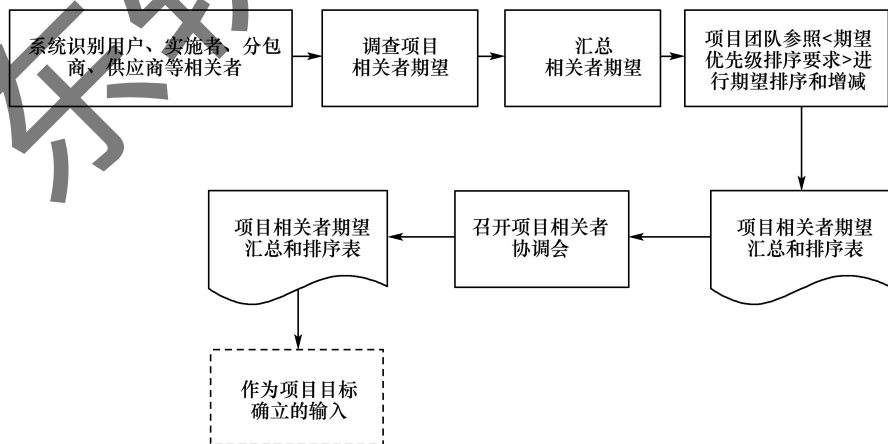 系统识别用户、实施者、分包
商、供应商等相关者
调查项目
相关者期望
汇总
相关者期望
项目团队参照<期望
优先级排序要求>进
行期望排序和增减
项目相关者期望
汇总和排序表
召开项目相关者
协调会
项目相关者期望
汇总和排序表
作为项目目标
确立的输入